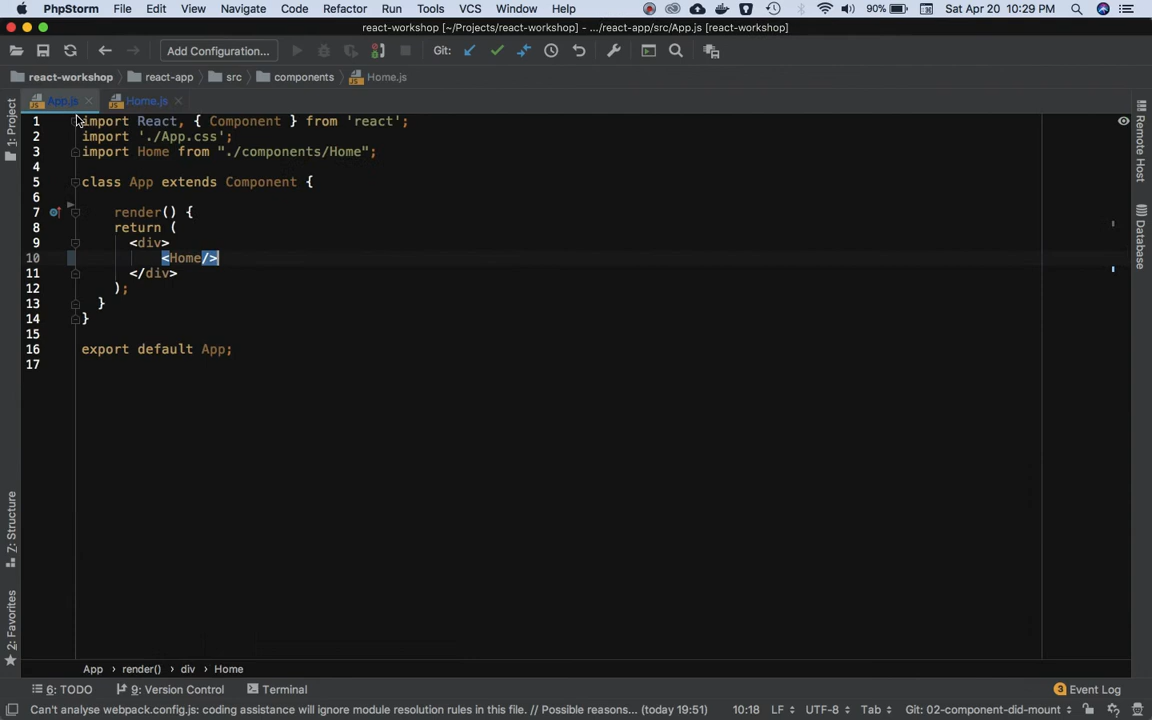 PhpStorm File Edit View Navigate Code Refactor Run Tools VCS Window Help 90% Sat Apr 20 10:29 PM
react-workshop [~/Projects/react-workshop] - .../react-app/src/App.js [react-workshop]
Add Configuration... Git:
react-workshop react-app src components Home.js
App.js Home.js
1 import React, { Component } from 'react';
2 import './App.css';
3 import Home from "./components/Home";
4
5 class App extends Component {
6
7 render() {
8 return (
9 <div>
10 <Home/>
11 </div>
12 );
13 }
14 }
15
16 export default App;
17
1: Project
Z: Structure
2: Favorites
Remote Host
Database
App › render() › div › Home
6: TODO 9: Version Control Terminal 3 Event Log
Can't analyse webpack.config.js: coding assistance will ignore module resolution rules in this file. // Possible reasons... (today 19:51) 10:18 LF UTF-8 Tab Git: 02-component-did-mount